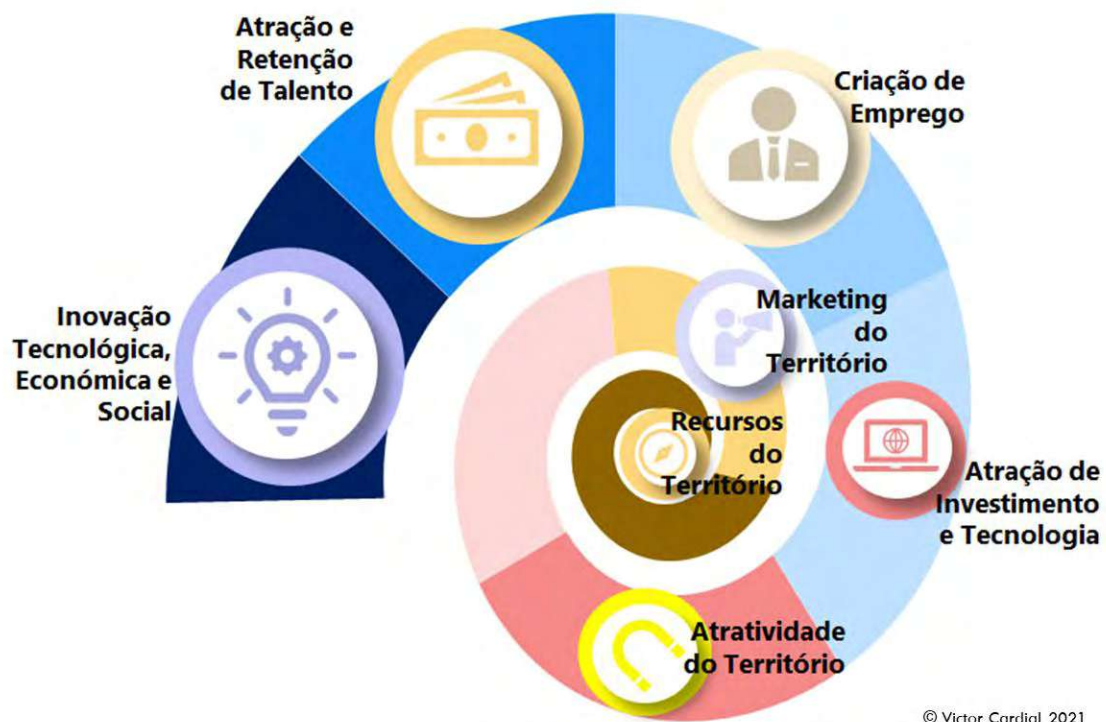 Atração e
Retenção
de Talento
Criação de
Emprego
Inovação
Tecnológica,
Económica e
Social
Marketing
do
Território
Recursos
do
Território
Atração de
Investimento
e Tecnologia
Atratividade
do Território
© Victor Cardial, 2021